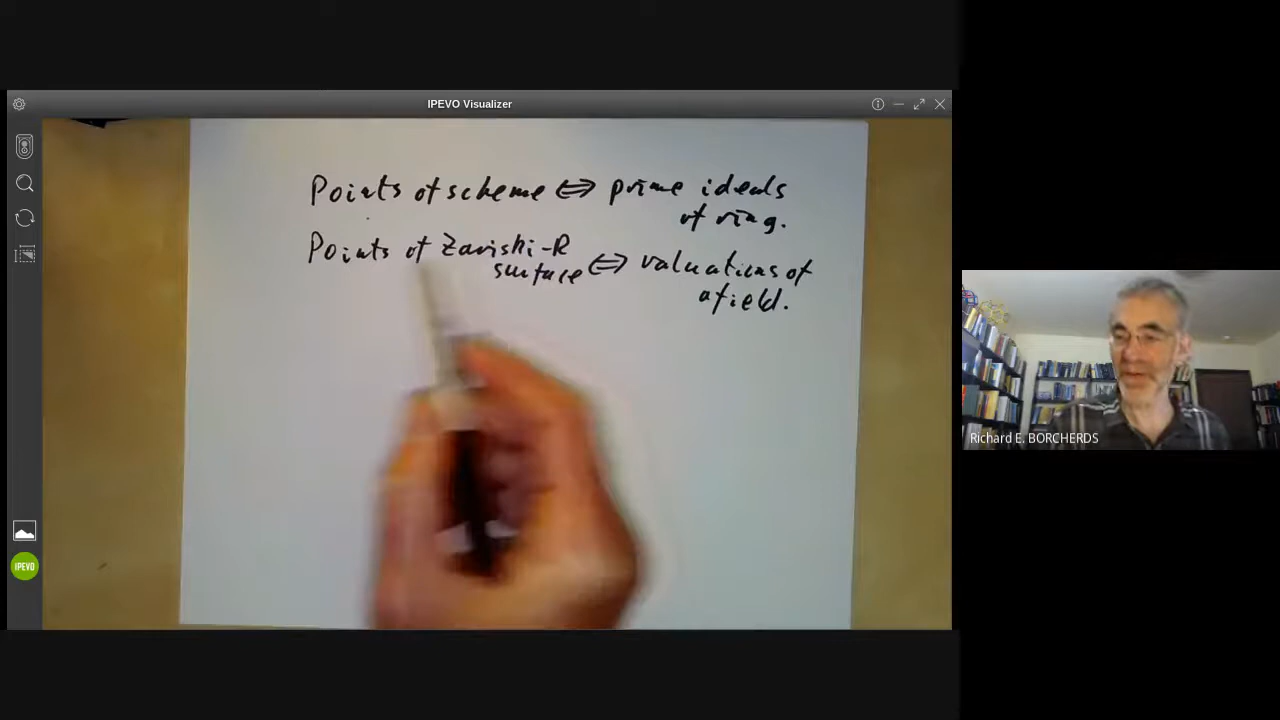 IPEVO Visualizer
Points of scheme ⇔ prime ideals
of ring.
Points of Zariski-R
surface ⇔ valuations of
a field.
IPEVO
Richard E. BORCHERDS